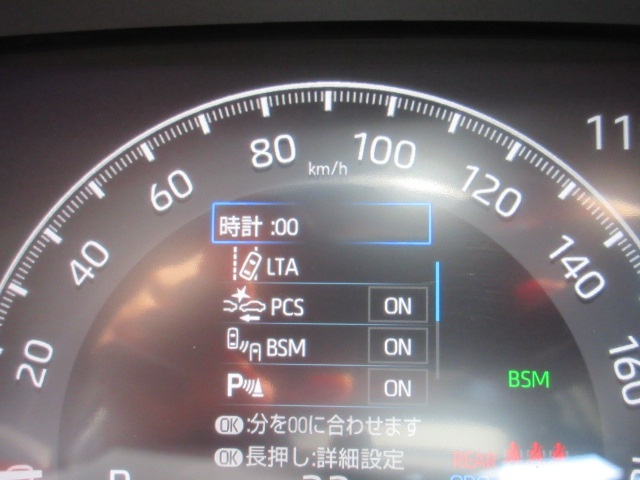 20
40
60
80
100
120
140
160
km/h
11
時計 :00
LTA
PCS ON
BSM ON
P ON
BSM
OK :分を00に合わせます
OK 長押し:詳細設定
REAR